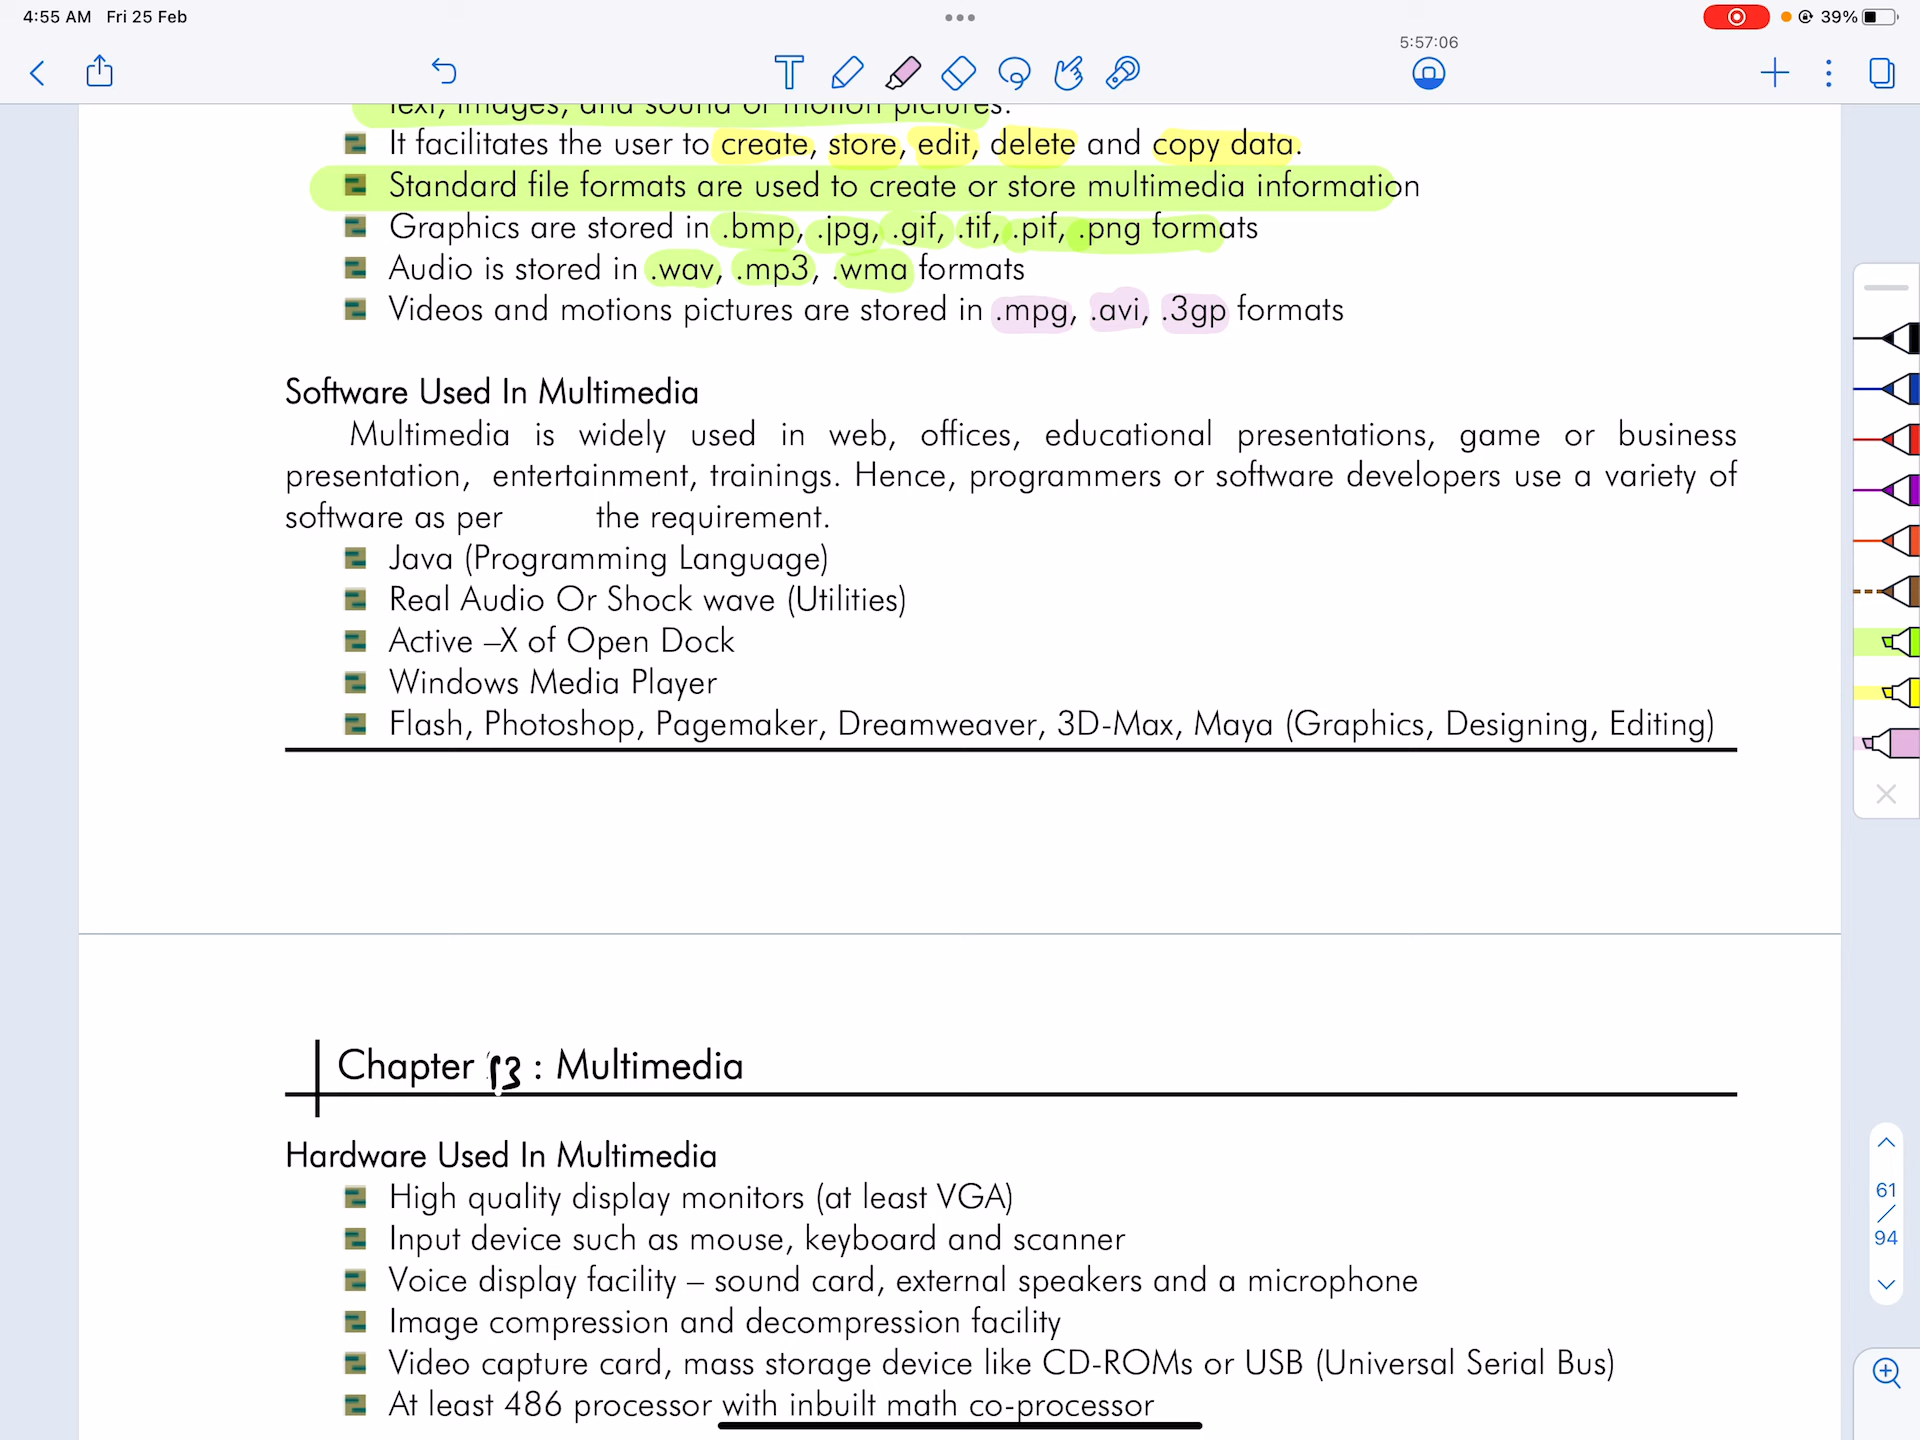 4:55 AM Fri 25 Feb
39%
5:57:06
Text, images, and sound or motion pictures.
It facilitates the user to create, store, edit, delete and copy data.
Standard file formats are used to create or store multimedia information
Graphics are stored in .bmp, .jpg, .gif, .tif, .pif, .png formats
Audio is stored in .wav, .mp3, .wma formats
Videos and motions pictures are stored in .mpg, .avi, .3gp formats
Software Used In Multimedia
Multimedia is widely used in web, offices, educational presentations, game or business
presentation, entertainment, trainings. Hence, programmers or software developers use a variety of
software as per the requirement.
Java (Programming Language)
Real Audio Or Shock wave (Utilities)
Active –X of Open Dock
Windows Media Player
Flash, Photoshop, Pagemaker, Dreamweaver, 3D-Max, Maya (Graphics, Designing, Editing)
Chapter 13 : Multimedia
Hardware Used In Multimedia
High quality display monitors (at least VGA)
Input device such as mouse, keyboard and scanner
Voice display facility – sound card, external speakers and a microphone
Image compression and decompression facility
Video capture card, mass storage device like CD-ROMs or USB (Universal Serial Bus)
At least 486 processor with inbuilt math co-processor
61
/
94